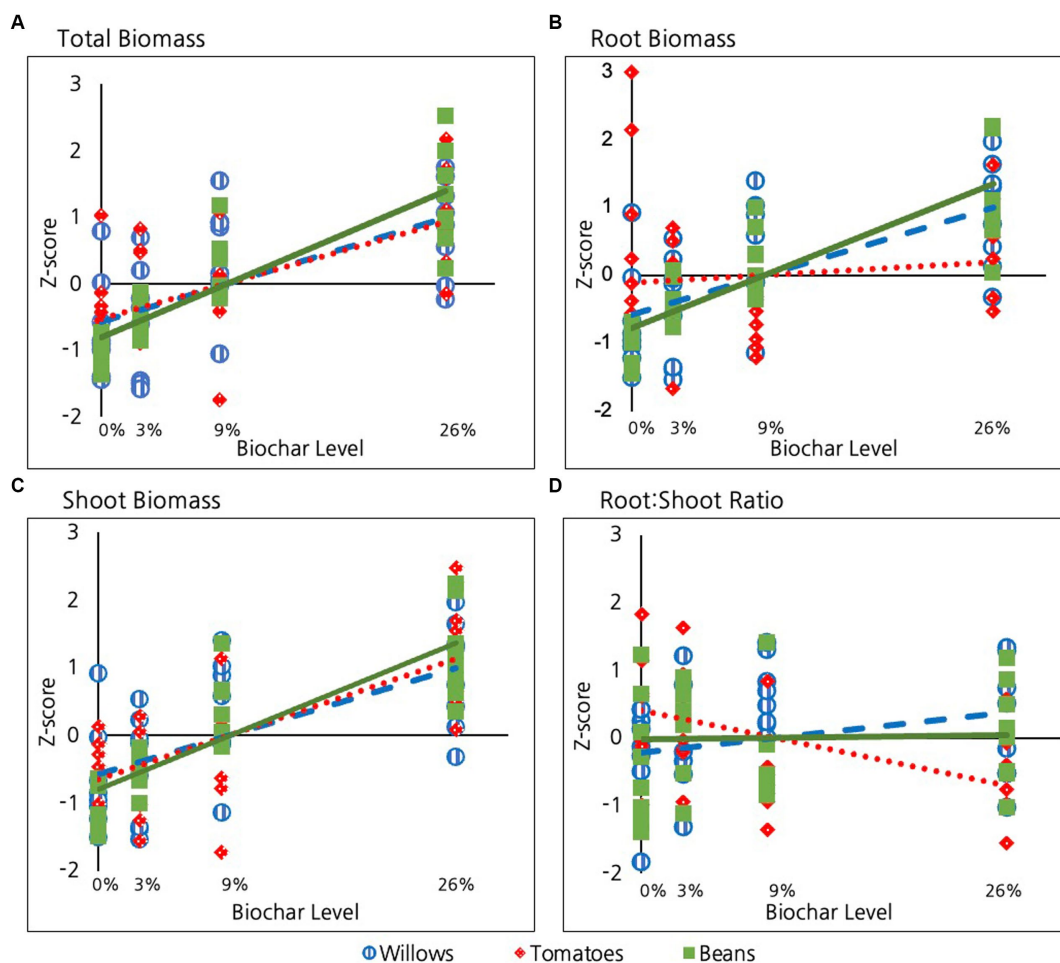 A
Total Biomass
3
2
1
0
-1
-2
Z-score
0%
3%
9%
26%
Biochar Level
B
Root Biomass
3
2
1
0
-1
-2
Z-score
0%
3%
9%
26%
Biochar Level
C
Shoot Biomass
3
2
1
0
-1
-2
Z-score
0%
3%
9%
26%
Biochar Level
D
Root:Shoot Ratio
3
2
1
0
-1
-2
Z-score
0%
3%
9%
26%
Biochar Level
Willows
Tomatoes
Beans